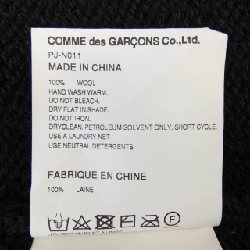 COMME des GARÇONS Co.,Ltd.
PJ-N011
MADE IN CHINA
100% WOOL
HAND WASH WARM.
DO NOT BLEACH.
DRY FLAT IN SHADE.
DO NOT IRON.
DRYCLEAN, PETROLEUM SOLVENT ONLY, SHORT CYCLE.
USE A LAUNDRY NET
USE NEUTRAL DETERGENTS
FABRIQUE EN CHINE
100% LAINE